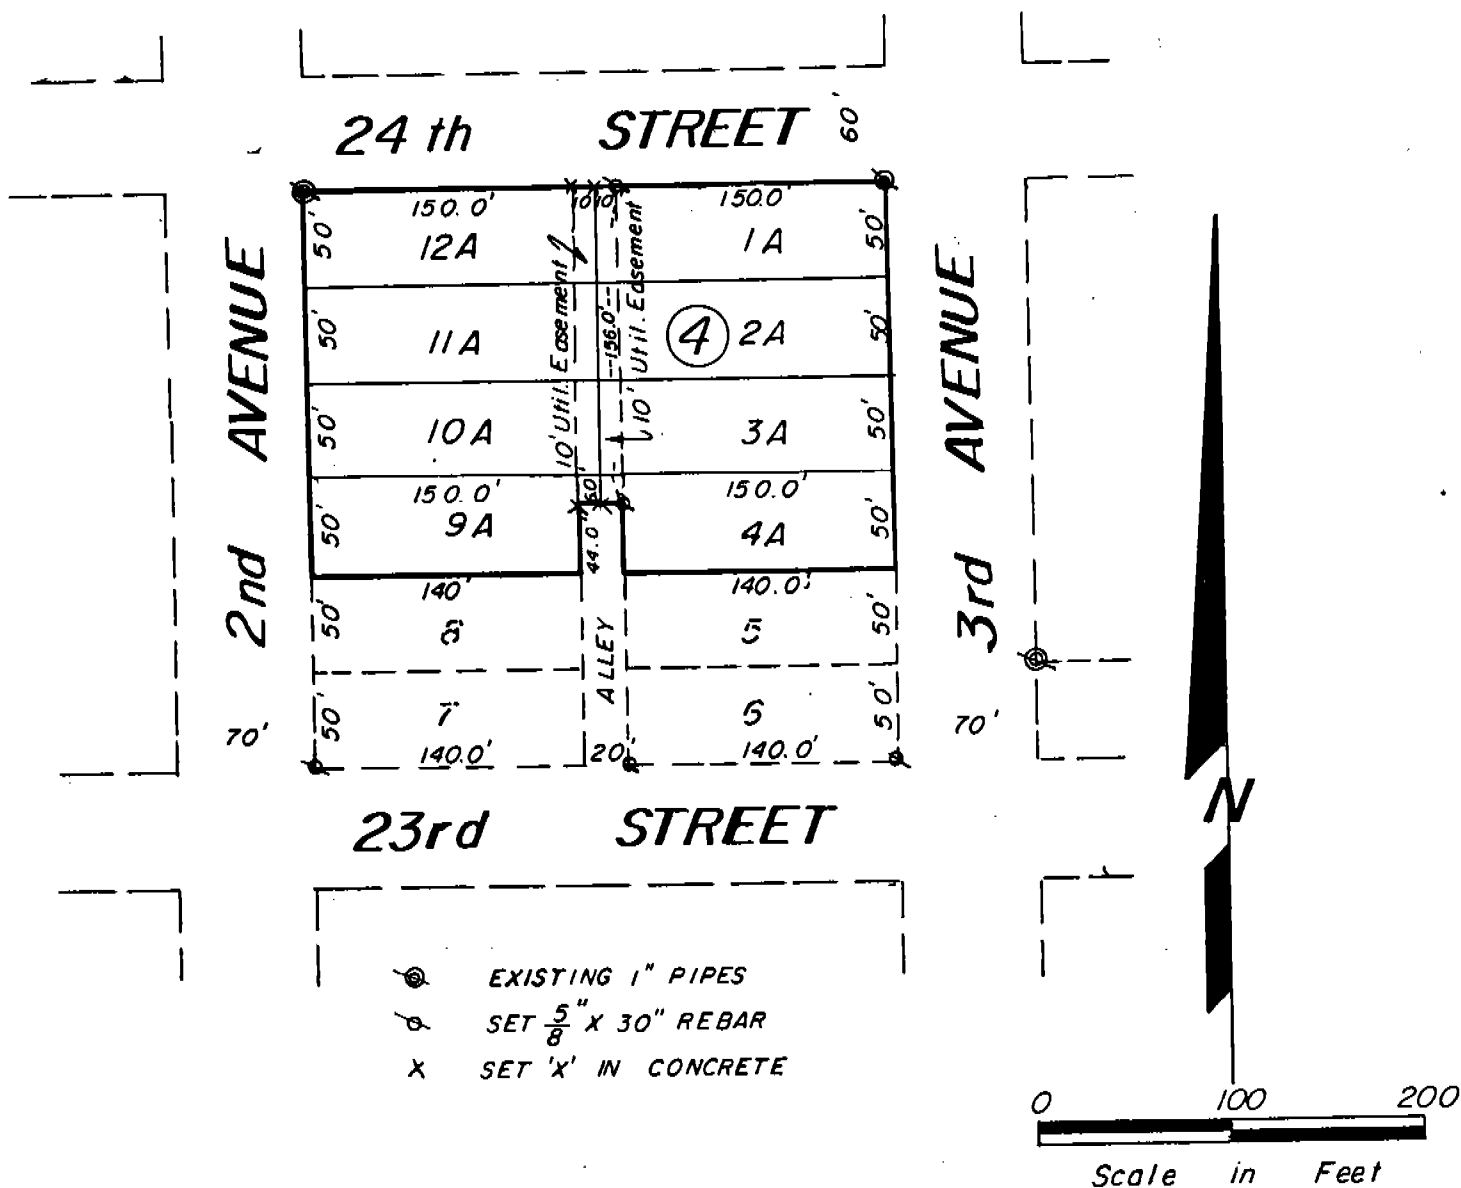 24 th STREET 60'
150.0' 10' 10' 150.0'
50' 12A 1A 50'
10' Util. Easement
10' Util. Easement
50' 11A 156.0' 4 2A 50'
50' 10A 3A 50'
150.0' 6.0' 150.0'
50' 9A 44.0' 4A 50'
140' 140.0'
50' 8 5 50'
ALLEY
50' 7 6 50'
140.0' 20' 140.0'
2nd AVENUE
70'
3rd AVENUE
70'
23rd STREET
N
EXISTING 1" PIPES
SET 5/8" X 30" REBAR
X SET 'X' IN CONCRETE
0 100 200
Scale in Feet